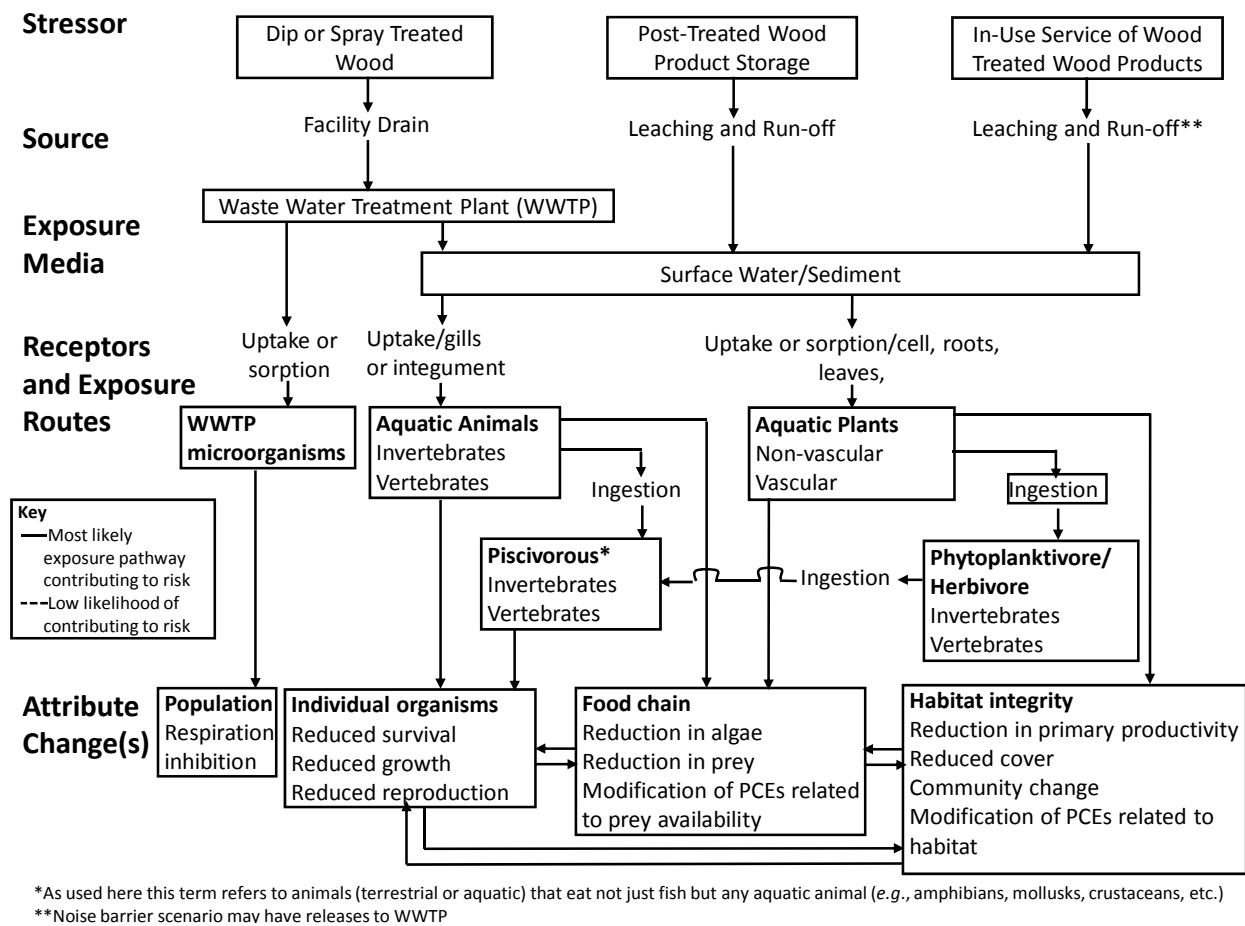 Stressor
Dip or Spray Treated
Wood
Post-Treated Wood
Product Storage
In-Use Service of Wood
Treated Wood Products
Source
Facility Drain
Leaching and Run-off
Leaching and Run-off**
Exposure
Media
Waste Water Treatment Plant (WWTP)
Surface Water/Sediment
Receptors
and Exposure
Routes
Uptake or
sorption
Uptake/gills
or integument
Uptake or sorption/cell, roots,
leaves,
WWTP
microorganisms
Aquatic Animals
Invertebrates
Vertebrates
Ingestion
Aquatic Plants
Non-vascular
Vascular
Ingestion
Key
Most likely
exposure pathway
contributing to risk
Low likelihood of
contributing to risk
Piscivorous*
Invertebrates
Vertebrates
Ingestion
Phytoplanktivore/
Herbivore
Invertebrates
Vertebrates
Attribute
Change(s)
Population
Respiration
inhibition
Individual organisms
Reduced survival
Reduced growth
Reduced reproduction
Food chain
Reduction in algae
Reduction in prey
Modification of PCEs related
to prey availability
Habitat integrity
Reduction in primary productivity
Reduced cover
Community change
Modification of PCEs related to
habitat
*As used here this term refers to animals (terrestrial or aquatic) that eat not just fish but any aquatic animal (e.g., amphibians, mollusks, crustaceans, etc.)
**Noise barrier scenario may have releases to WWTP